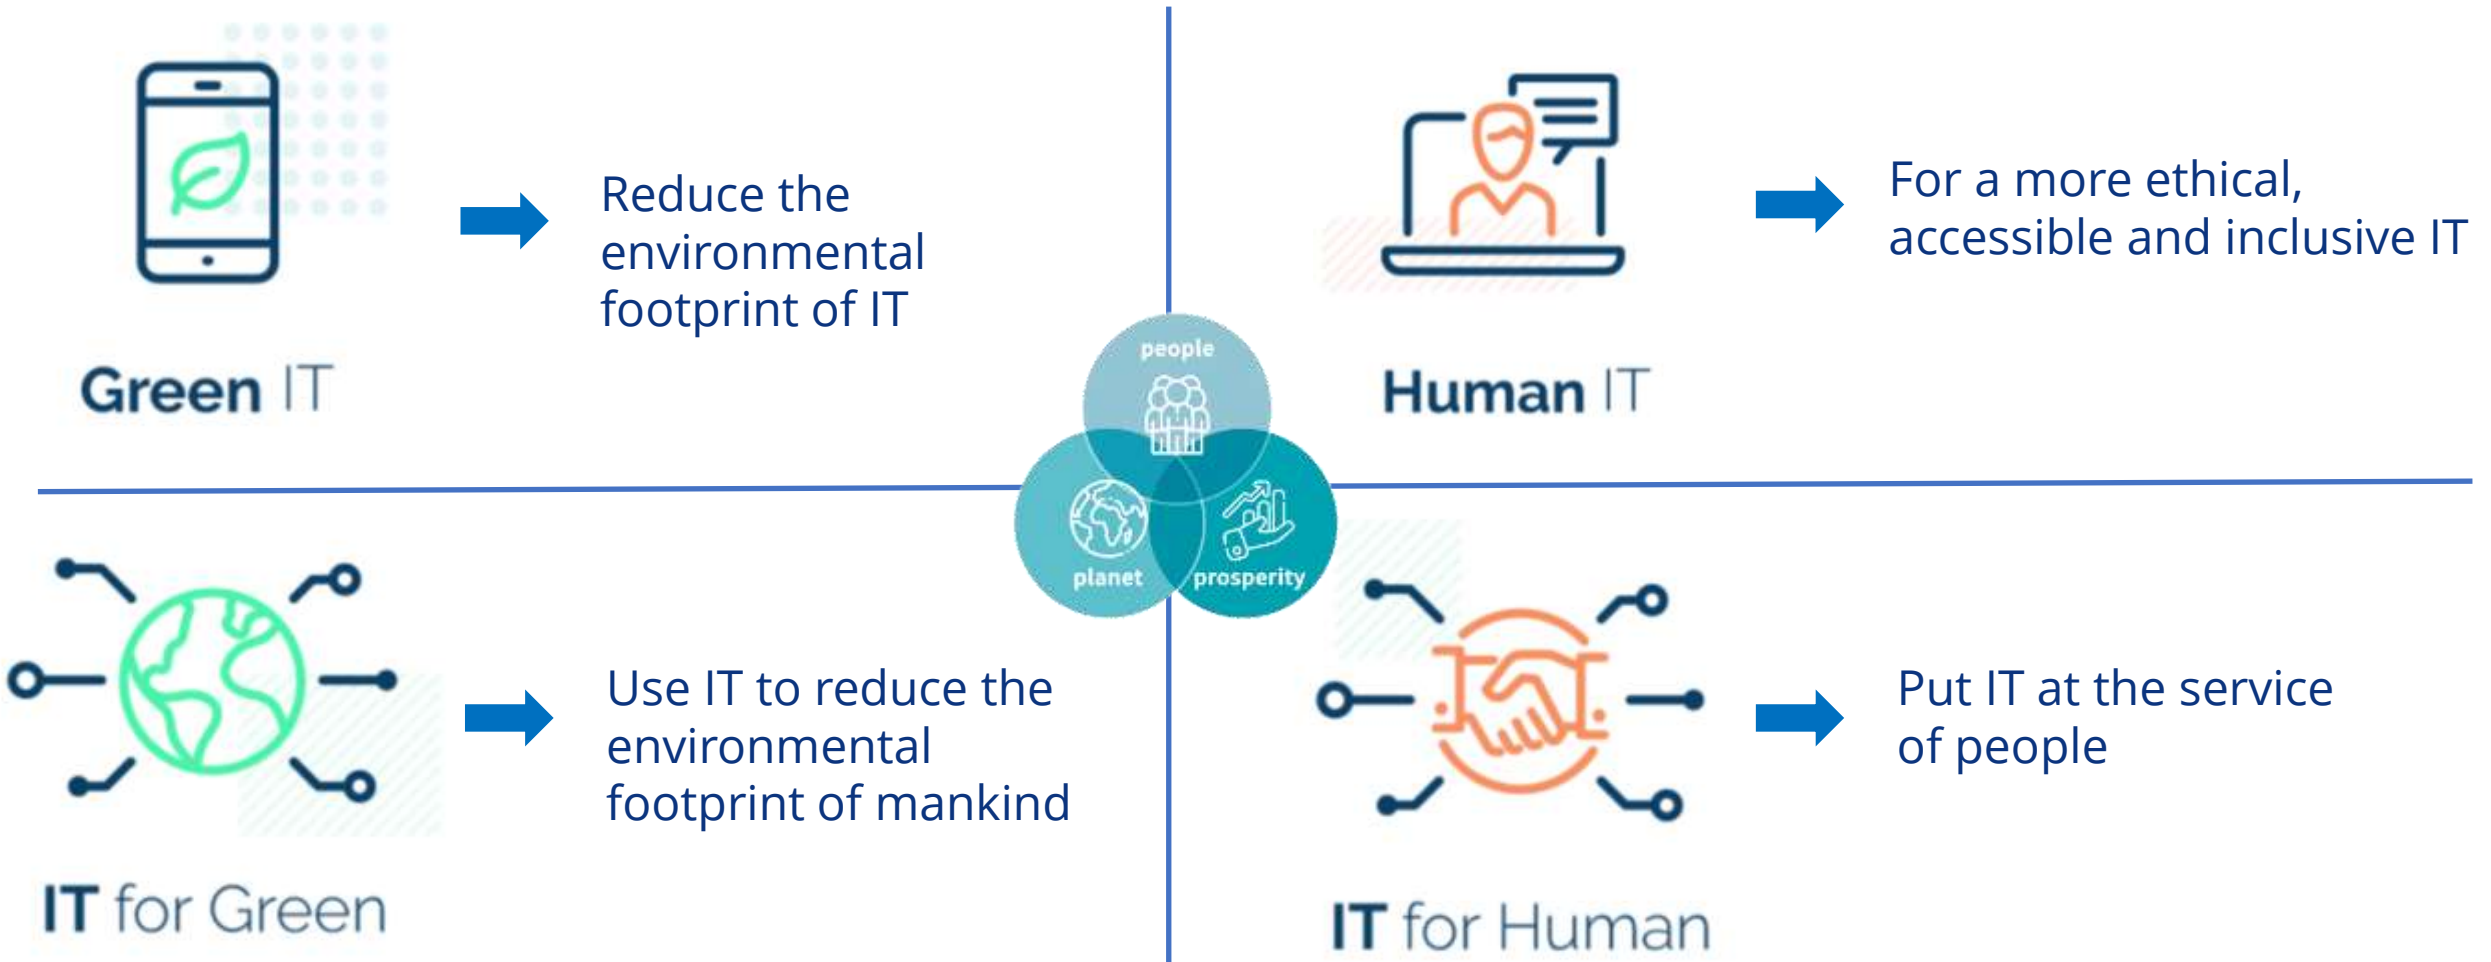 Reduce the
environmental
footprint of IT
Green IT
For a more ethical,
accessible and inclusive IT
Human IT
people
planet
prosperity
Use IT to reduce the
environmental
footprint of mankind
IT for Green
Put IT at the service
of people
IT for Human